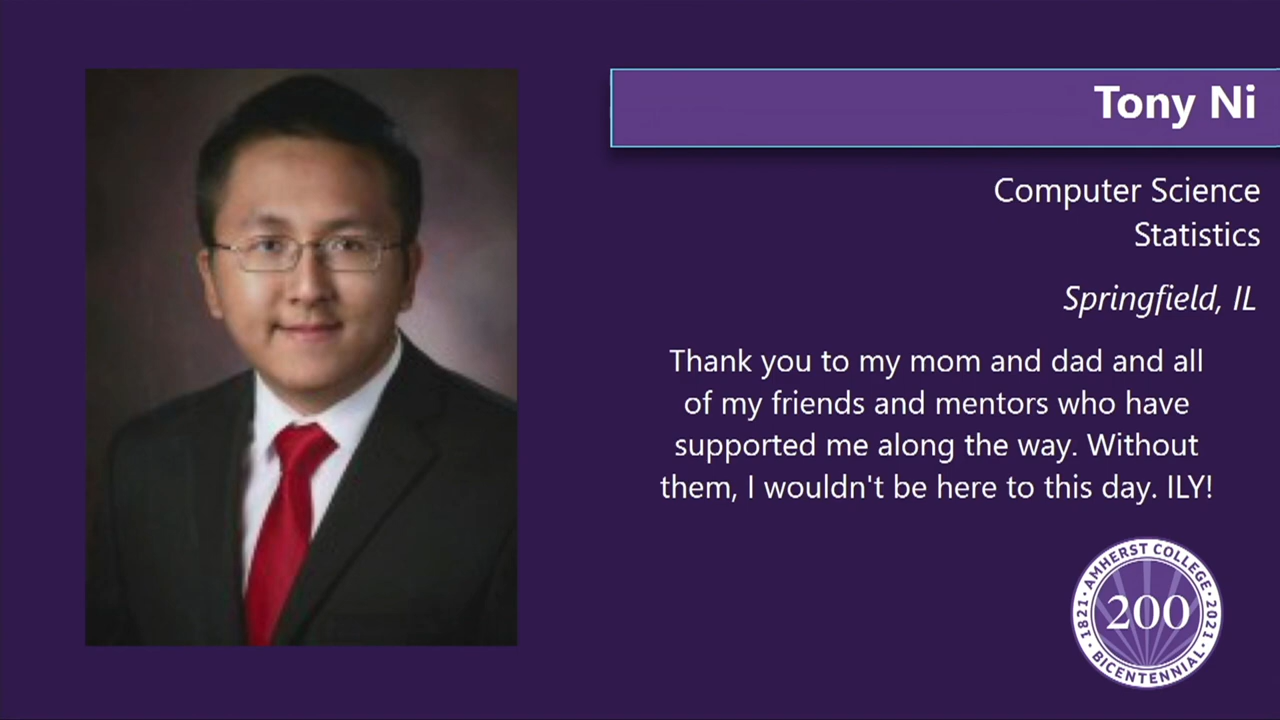 Tony Ni
Computer Science
Statistics
Springfield, IL
Thank you to my mom and dad and all
of my friends and mentors who have
supported me along the way. Without
them, I wouldn't be here to this day. ILY!
AMHERST COLLEGE
1821
200
2021
BICENTENNIAL